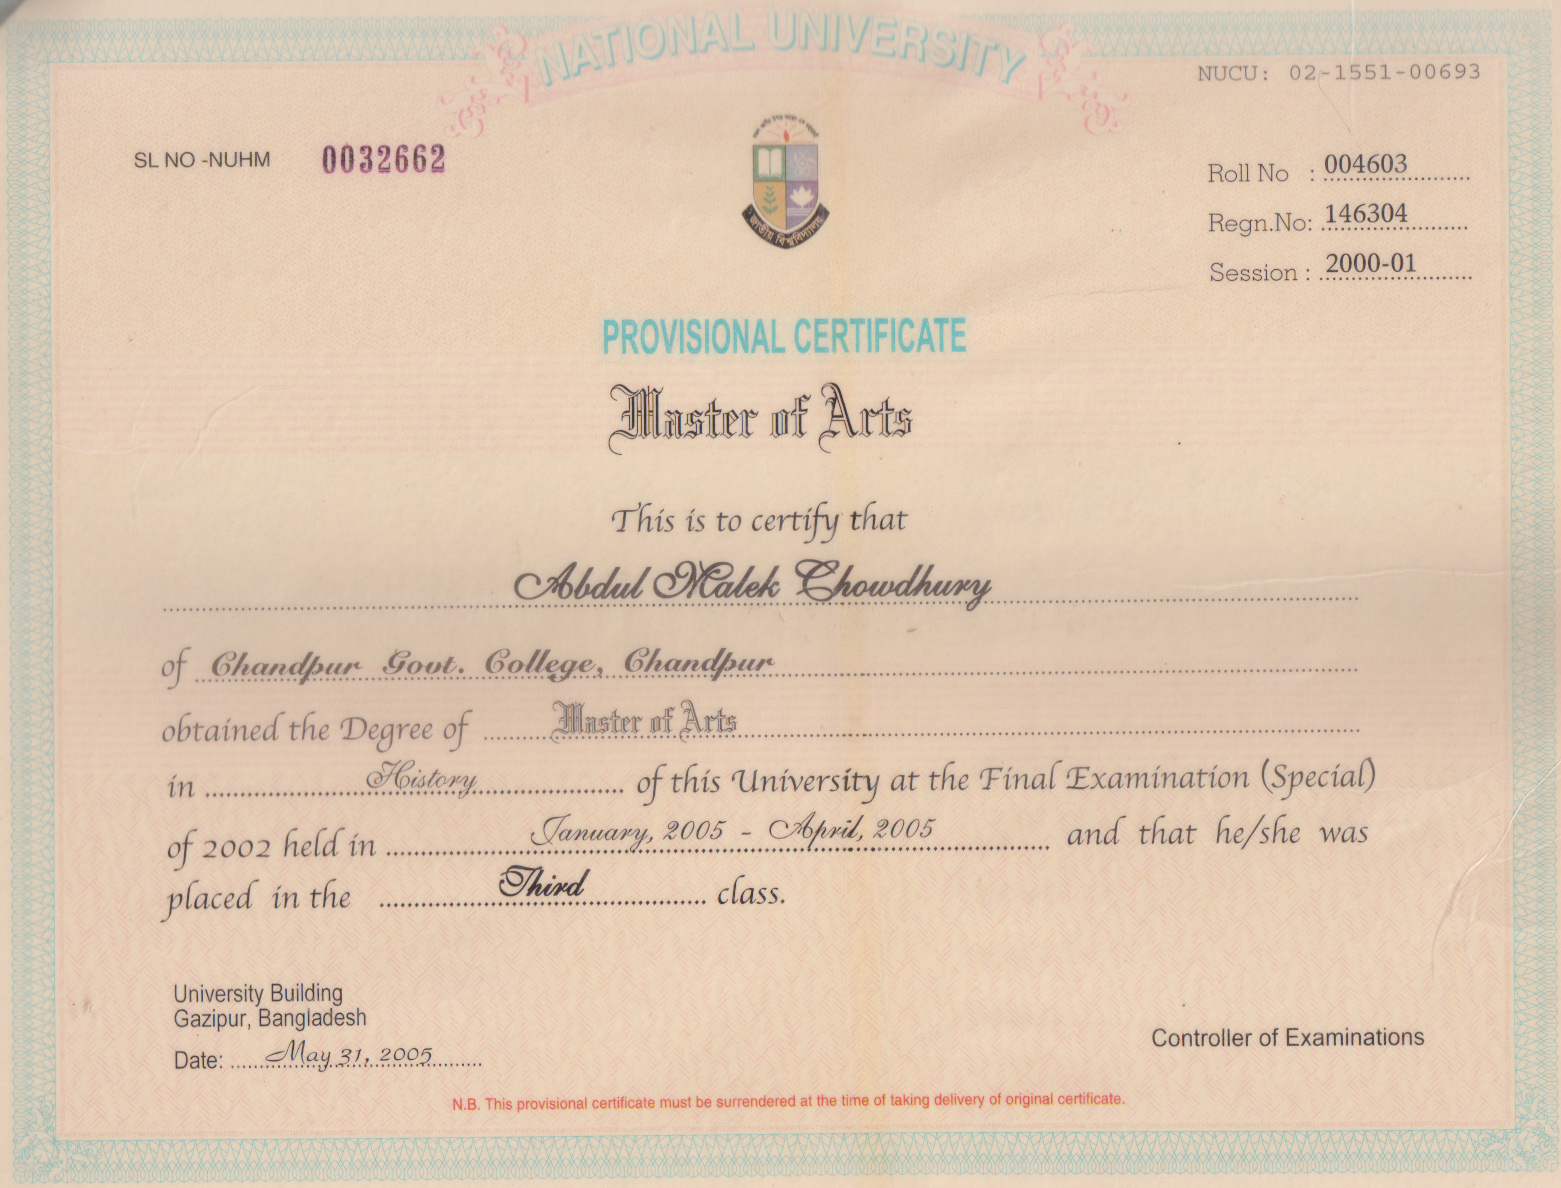 NATIONAL UNIVERSITY
NUCU: 02-1551-00693
SL NO -NUHM 0032662
Roll No : 004603
Regn.No: 146304
Session : 2000-01
জাতীয় বিশ্ববিদ্যালয়
PROVISIONAL CERTIFICATE
Master of Arts
This is to certify that
Abdul Malek Chowdhury
of Chandpur Govt. College, Chandpur
obtained the Degree of Master of Arts
in History of this University at the Final Examination (Special)
of 2002 held in January, 2005 - April, 2005 and that he/she was
placed in the Third class.
University Building
Gazipur, Bangladesh
Date: May 31, 2005
Controller of Examinations
N.B. This provisional certificate must be surrendered at the time of taking delivery of original certificate.